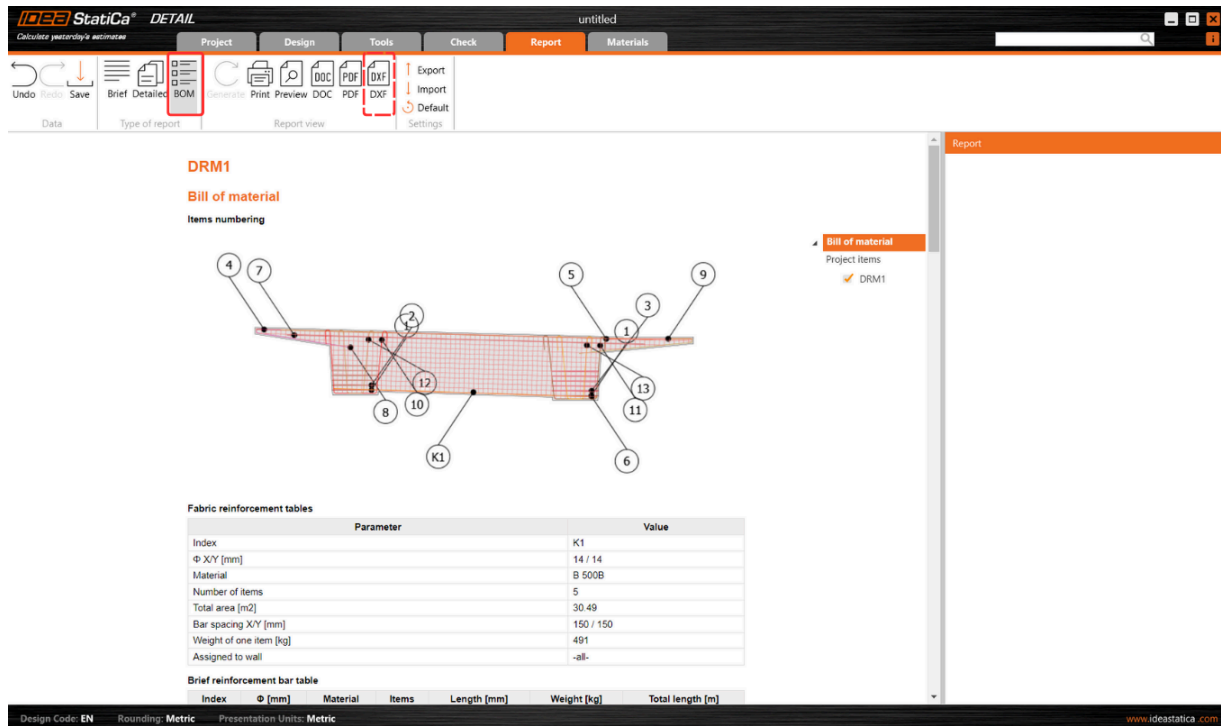 IDEA StatiCa® DETAIL
Calculate yesterday's estimates
untitled
Project Design Tools Check Report Materials
Undo Redo Save Brief Detailed BOM Generate Print Preview DOC PDF DXF
DOC PDF DXF
Export
Import
Default
Data Type of report Report view Settings
Report
DRM1
Bill of material
Items numbering
Bill of material
Project items
DRM1
4 7 5 9
3
2
1 1
12 13
8 10 11
K1 6
Fabric reinforcement tables
Parameter Value
Index K1
Φ X/Y [mm] 14 / 14
Material B 500B
Number of items 5
Total area [m2] 30.49
Bar spacing X/Y [mm] 150 / 150
Weight of one item [kg] 491
Assigned to wall -all-
Brief reinforcement bar table
Index Φ [mm] Material Items Length [mm] Weight [kg] Total length [m]
Design Code: EN Rounding: Metric Presentation Units: Metric
www.ideastatica.com